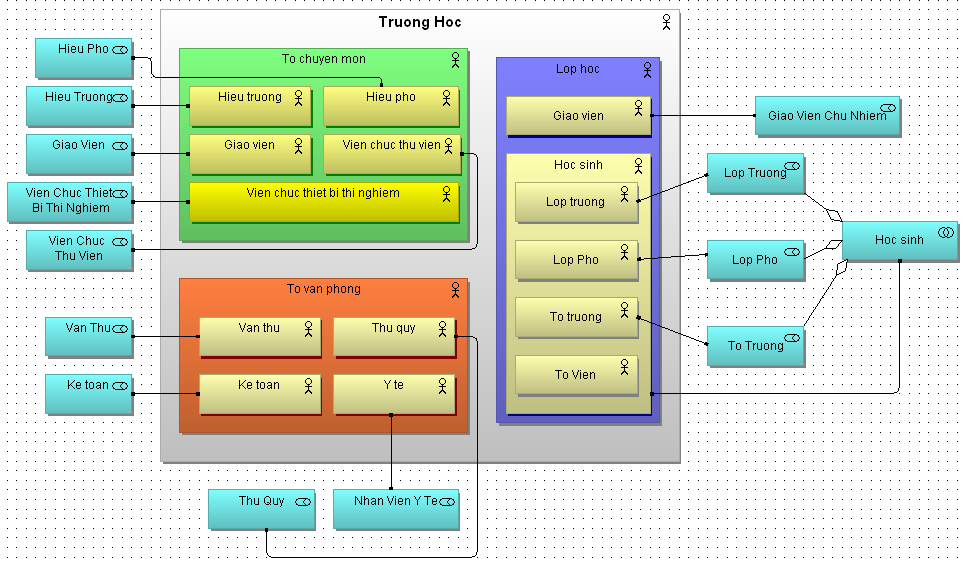 Truong Hoc
Hieu Pho
Hieu Truong
Giao Vien
Vien Chuc Thiet
Bi Thi Nghiem
Vien Chuc
Thu Vien
Van Thu
Ke toan
To chuyen mon
Hieu truong
Hieu pho
Giao vien
Vien chuc thu vien
Vien chuc thiet bi thi nghiem
To van phong
Van thu
Thu quy
Ke toan
Y te
Thu Quy
Nhan Vien Y Te
Lop hoc
Giao vien
Hoc sinh
Lop truong
Lop Pho
To truong
To Vien
Giao Vien Chu Nhiem
Lop Truong
Lop Pho
To Truong
Hoc sinh